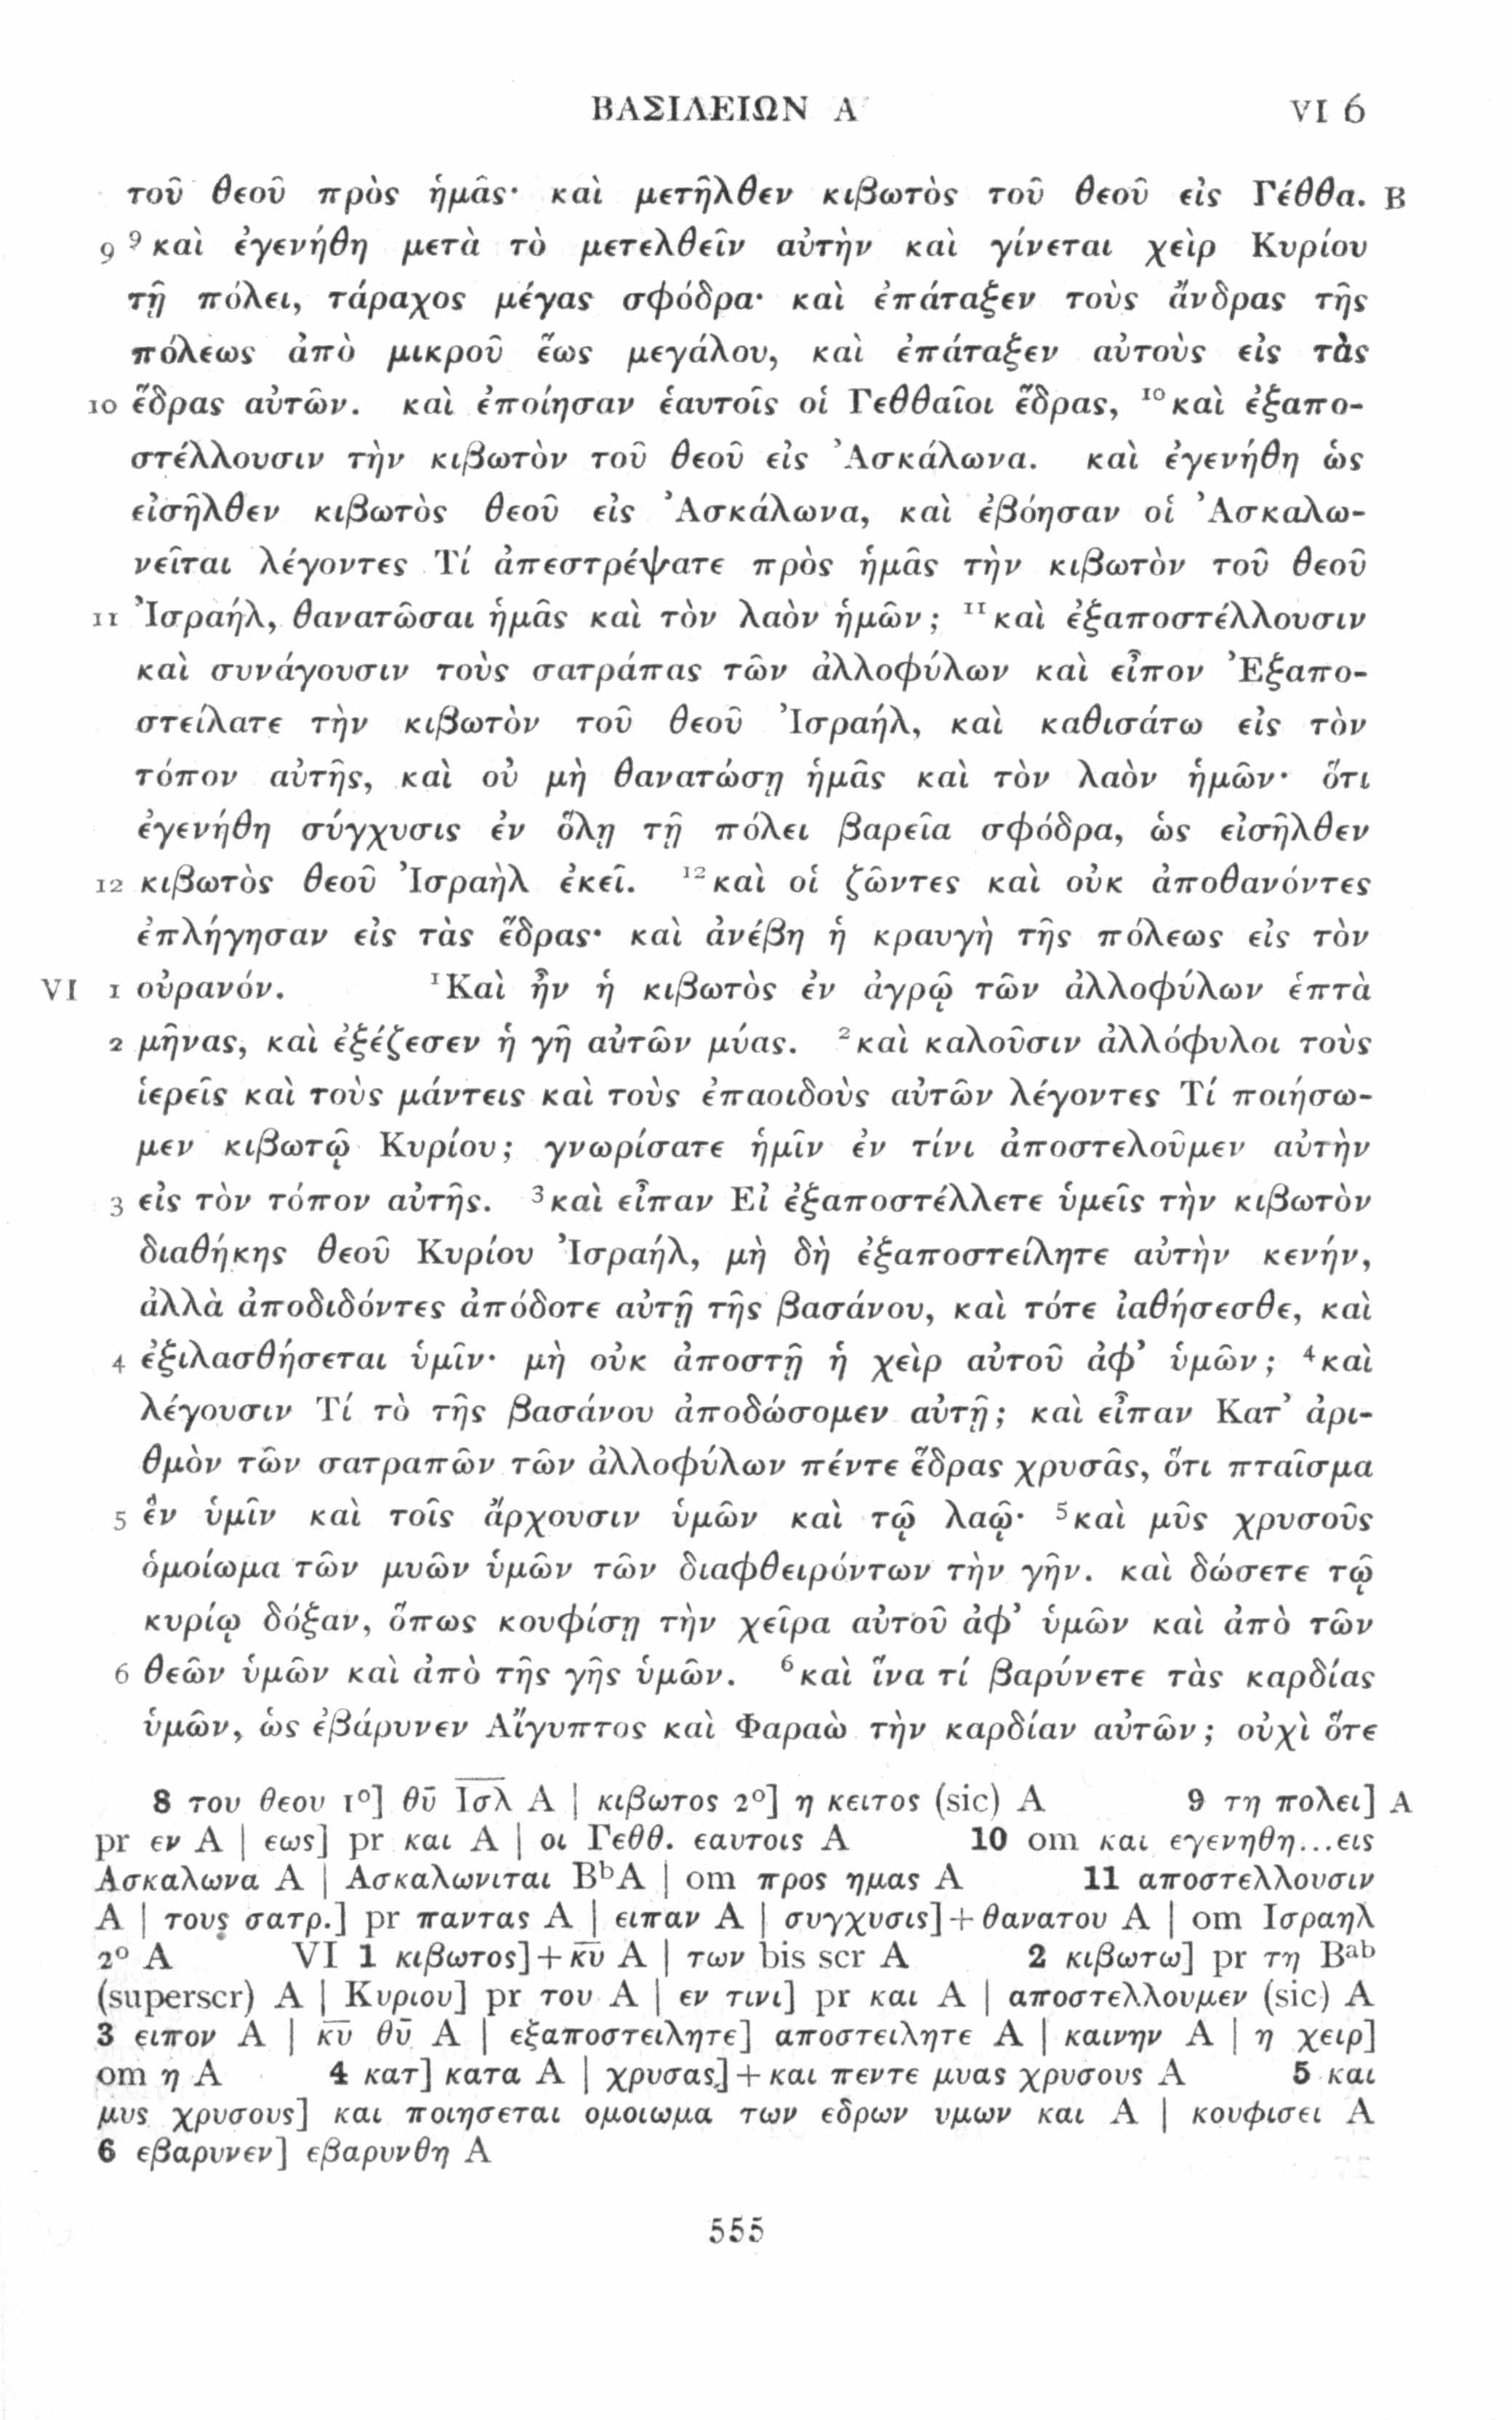 ΒΑΣΙΛΕΙΩΝ Α VI 6
τοῦ θεοῦ πρὸς ἡμᾶς· καὶ μετῆλθεν κιβωτὸς τοῦ θεοῦ εἰς Γέθθα. B
9 ⁹καὶ ἐγενήθη μετὰ τὸ μετελθεῖν αὐτὴν καὶ γίνεται χεὶρ Κυρίου
τῇ πόλει, τάραχος μέγας σφόδρα· καὶ ἐπάταξεν τοὺς ἄνδρας τῆς
πόλεως ἀπὸ μικροῦ ἕως μεγάλου, καὶ ἐπάταξεν αὐτοὺς εἰς τὰς
10 ἕδρας αὐτῶν. καὶ ἐποίησαν ἑαυτοῖς οἱ Γεθθαῖοι ἕδρας, ¹⁰καὶ ἐξαπο-
στέλλουσιν τὴν κιβωτὸν τοῦ θεοῦ εἰς Ἀσκάλωνα. καὶ ἐγενήθη ὡς
εἰσῆλθεν κιβωτὸς θεοῦ εἰς Ἀσκάλωνα, καὶ ἐβόησαν οἱ Ἀσκαλω-
νεῖται λέγοντες Τί ἀπεστρέψατε πρὸς ἡμᾶς τὴν κιβωτὸν τοῦ θεοῦ
11 Ἰσραήλ, θανατῶσαι ἡμᾶς καὶ τὸν λαὸν ἡμῶν; ¹¹καὶ ἐξαποστέλλουσιν
καὶ συνάγουσιν τοὺς σατράπας τῶν ἀλλοφύλων καὶ εἶπον Ἐξαπο-
στείλατε τὴν κιβωτὸν τοῦ θεοῦ Ἰσραήλ, καὶ καθισάτω εἰς τὸν
τόπον αὐτῆς, καὶ οὐ μὴ θανατώσῃ ἡμᾶς καὶ τὸν λαὸν ἡμῶν· ὅτι
ἐγενήθη σύγχυσις ἐν ὅλῃ τῇ πόλει βαρεῖα σφόδρα, ὡς εἰσῆλθεν
12 κιβωτὸς θεοῦ Ἰσραὴλ ἐκεῖ. ¹²καὶ οἱ ζῶντες καὶ οὐκ ἀποθανόντες
ἐπλήγησαν εἰς τὰς ἕδρας· καὶ ἀνέβη ἡ κραυγὴ τῆς πόλεως εἰς τὸν
VI 1 οὐρανόν. ¹Καὶ ἦν ἡ κιβωτὸς ἐν ἀγρῷ τῶν ἀλλοφύλων ἑπτὰ
2 μῆνας, καὶ ἐξέζεσεν ἡ γῆ αὐτῶν μύας. ²καὶ καλοῦσιν ἀλλόφυλοι τοὺς
ἱερεῖς καὶ τοὺς μάντεις καὶ τοὺς ἐπαοιδοὺς αὐτῶν λέγοντες Τί ποιήσω-
μεν κιβωτῷ Κυρίου; γνωρίσατε ἡμῖν ἐν τίνι ἀποστελοῦμεν αὐτὴν
3 εἰς τὸν τόπον αὐτῆς. ³καὶ εἶπαν Εἰ ἐξαποστέλλετε ὑμεῖς τὴν κιβωτὸν
διαθήκης θεοῦ Κυρίου Ἰσραήλ, μὴ δὴ ἐξαποστείλητε αὐτὴν κενήν,
ἀλλὰ ἀποδιδόντες ἀπόδοτε αὐτῇ τῆς βασάνου, καὶ τότε ἰαθήσεσθε, καὶ
4 ἐξιλασθήσεται ὑμῖν· μὴ οὐκ ἀποστῇ ἡ χεὶρ αὐτοῦ ἀφ’ ὑμῶν; ⁴καὶ
λέγουσιν Τί τὸ τῆς βασάνου ἀποδώσομεν αὐτῇ; καὶ εἶπαν Κατ’ ἀρι-
θμὸν τῶν σατραπῶν τῶν ἀλλοφύλων πέντε ἕδρας χρυσᾶς, ὅτι πταῖσμα
5 ἓν ὑμῖν καὶ τοῖς ἄρχουσιν ὑμῶν καὶ τῷ λαῷ· ⁵καὶ μῦς χρυσοῦς
ὁμοίωμα τῶν μυῶν ὑμῶν τῶν διαφθειρόντων τὴν γῆν. καὶ δώσετε τῷ
κυρίῳ δόξαν, ὅπως κουφίσῃ τὴν χεῖρα αὐτοῦ ἀφ’ ὑμῶν καὶ ἀπὸ τῶν
6 θεῶν ὑμῶν καὶ ἀπὸ τῆς γῆς ὑμῶν. ⁶καὶ ἵνα τί βαρύνετε τὰς καρδίας
ὑμῶν, ὡς ἐβάρυνεν Αἴγυπτος καὶ Φαραὼ τὴν καρδίαν αὐτῶν; οὐχὶ ὅτε
8 του θεου 1º] θ̅υ̅ Ι̅σ̅λ̅ A | κιβωτος 2º] η κειτος (sic) A 9 τη πολει] A
pr εν A | εως] pr και A | οι Γεθθ. εαυτοις A 10 om και εγενηθη...εις
Ασκαλωνα A | Ασκαλωνιται BᵇA | om προς ημας A 11 αποστελλουσιν
A | τους σατρ.] pr παντας A | ειπαν A | συγχυσις]+θανατου A | om Ισραηλ
2º A VI 1 κιβωτος]+κ̅υ̅ A | των bis scr A 2 κιβωτω] pr τη Bᵃᵇ
(superscr) A | Κυριου] pr του A | εν τινι] pr και A | αποστελλουμεν (sic) A
3 ειπον A | κ̅υ̅ θ̅υ̅ A | εξαποστειλητε] αποστειλητε A | καινην A | η χειρ]
om η A 4 κατ] κατα A | χρυσας]+και πεντε μυας χρυσους A 5 και
μυς χρυσους] και ποιησεται ομοιωμα των εδρων υμων και A | κουφισει A
6 εβαρυνεν] εβαρυνθη A
555